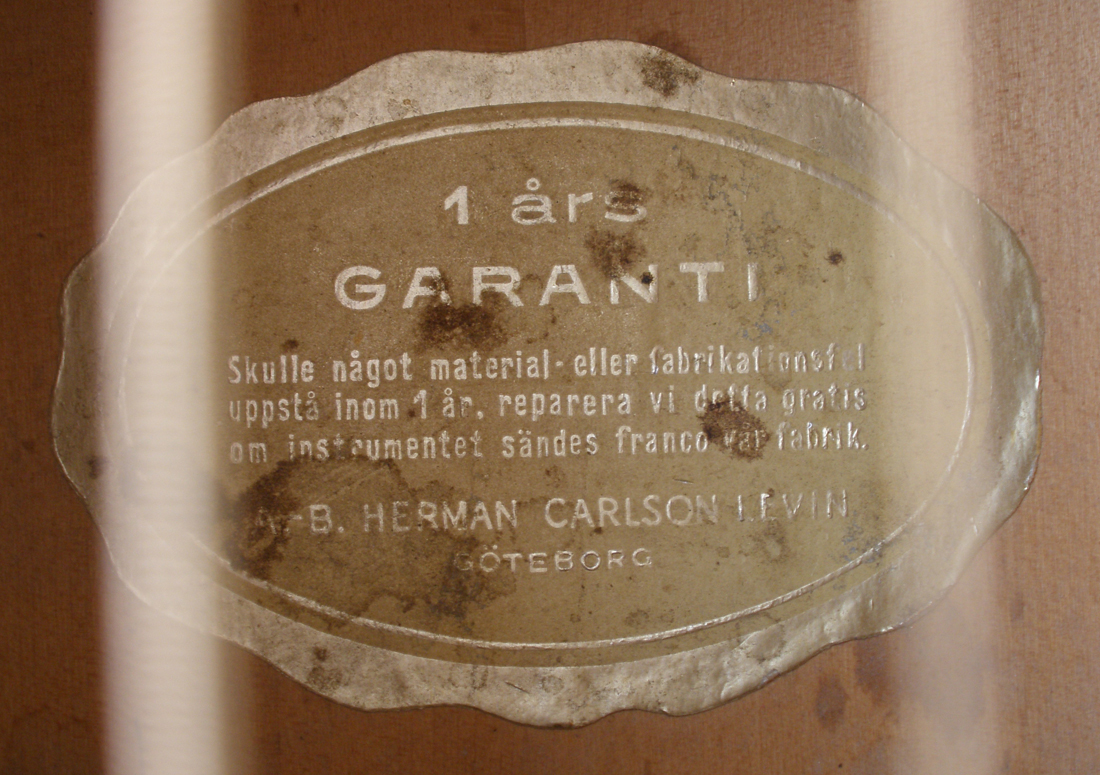 1 års
GARANTI
Skulle något material- eller fabrikationsfel
uppstå inom 1 år, reparera vi detta gratis
om instrumentet sändes franco vår fabrik.
A.-B. HERMAN CARLSON LEVIN
GÖTEBORG